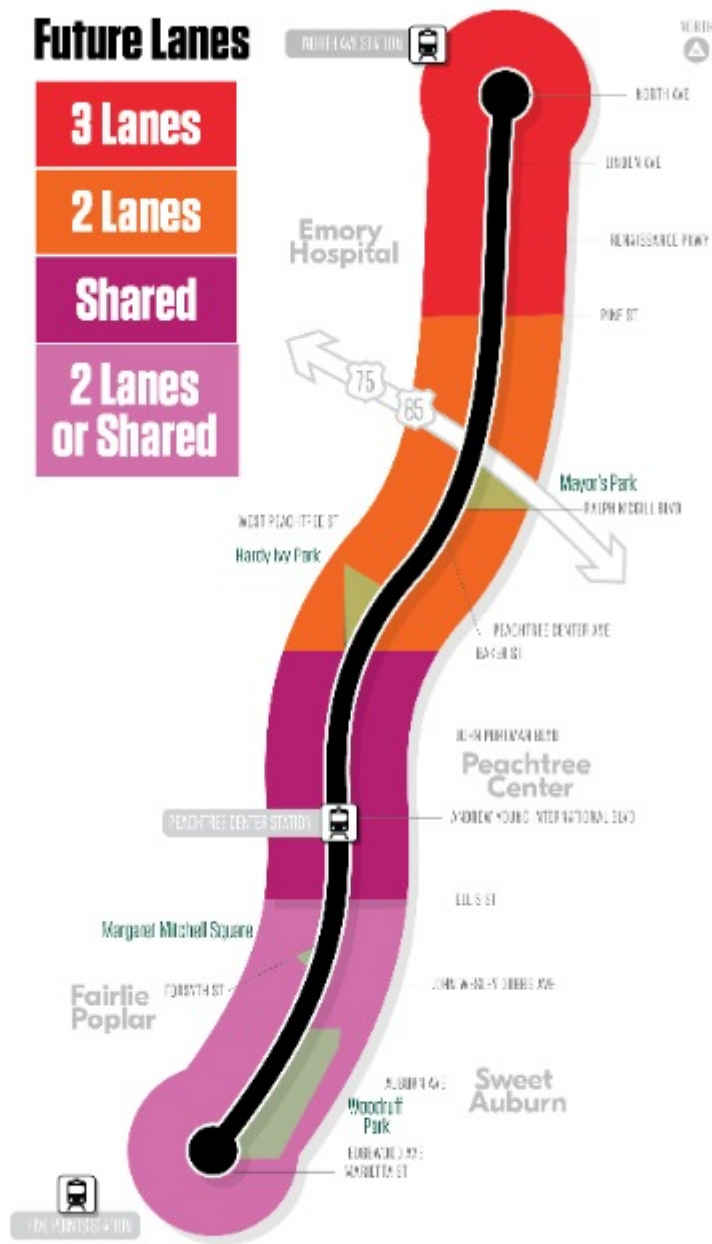 Future Lanes
3 Lanes
2 Lanes
Shared
2 Lanes
or Shared
NORTH AVE STATION
NORTH
NORTH AVE
LINDEN AVE
Emory
Hospital
RENAISSANCE PKWY
PINE ST
75
85
Mayor's Park
RALPH MCGILL BLVD
WEST PEACHTREE ST
Hardy Ivy Park
PEACHTREE CENTER AVE
BAKER ST
JOHN PORTMAN BLVD
Peachtree
Center
PEACHTREE CENTER STATION
ANDREW YOUNG INTERNATIONAL BLVD
ELLIS ST
Margaret Mitchell Square
FORSYTH ST
JOHN WESLEY DOBBS AVE
Fairlie
Poplar
AUBURN AVE
Sweet
Auburn
Woodruff
Park
EDGEWOOD AVE
MARIETTA ST
FIVE POINTS STATION